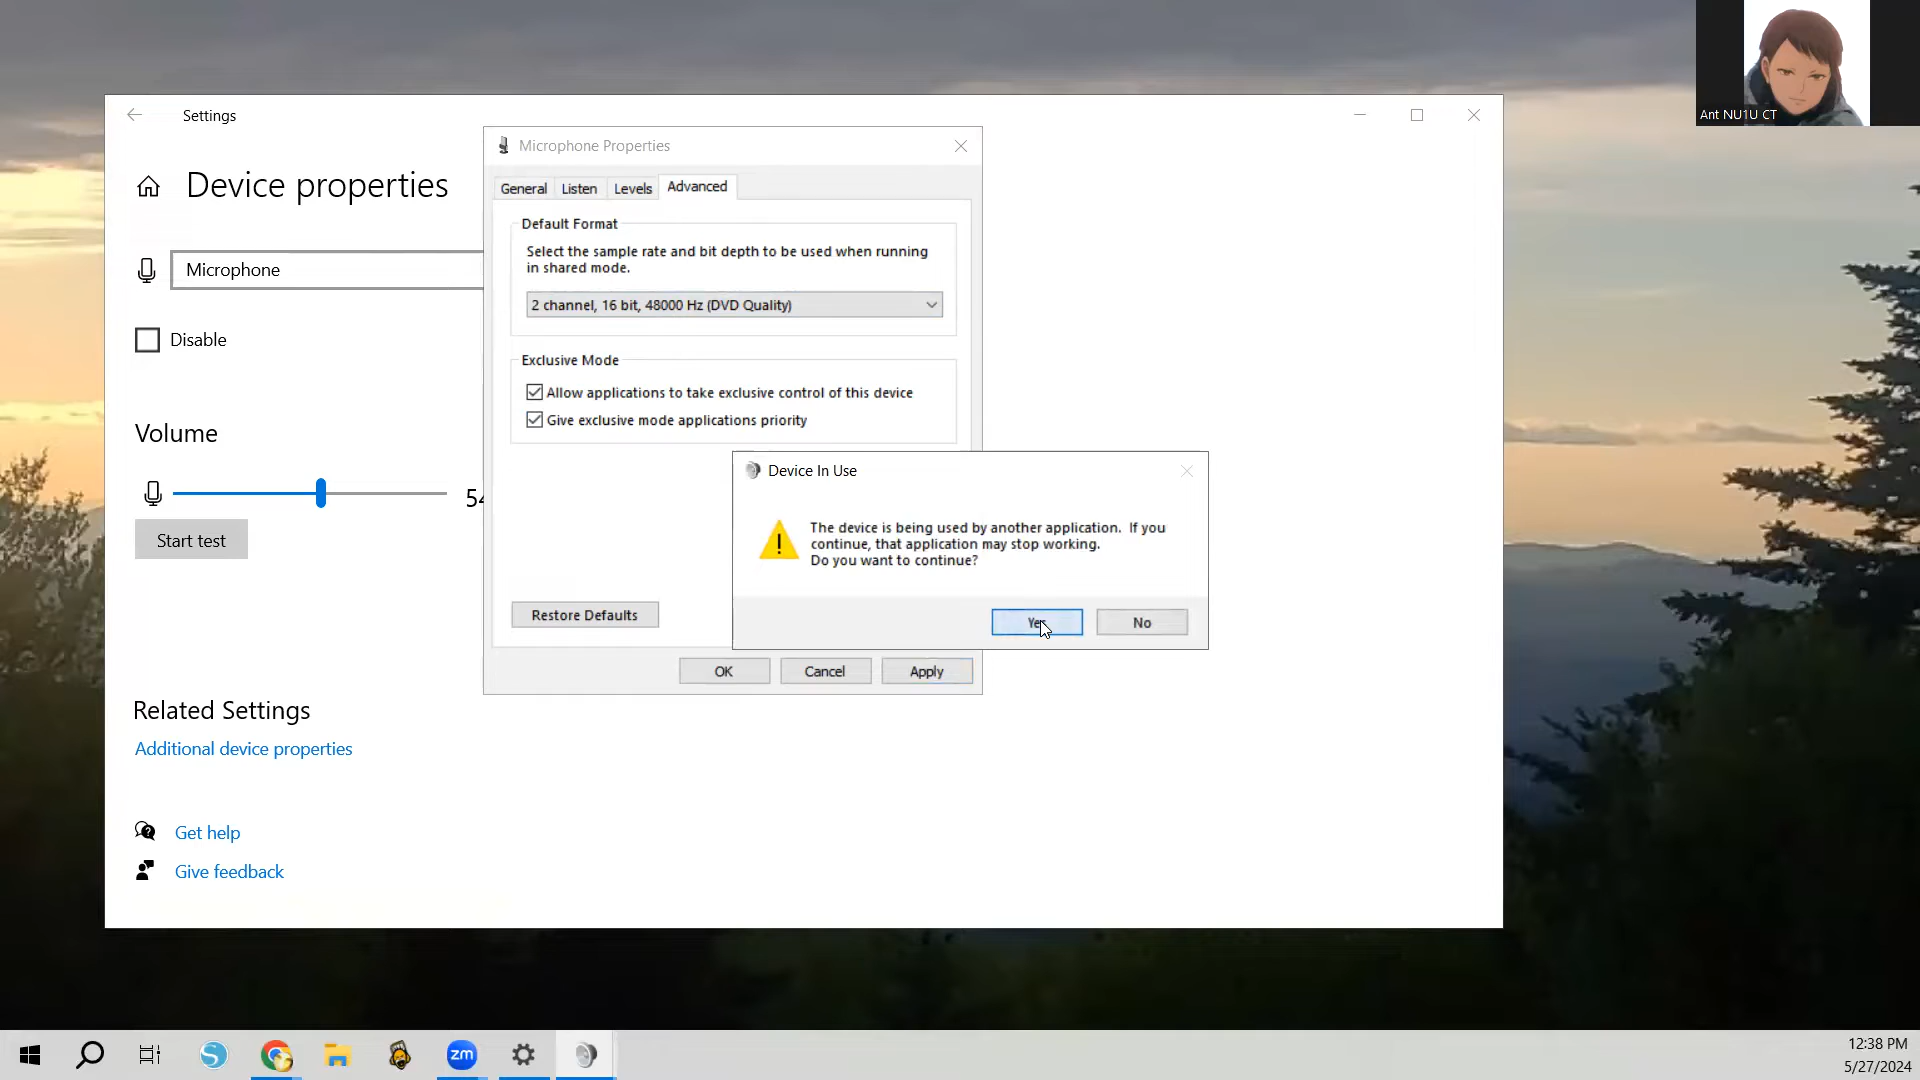 Ant NU1U CT
Settings
Device properties
Microphone
Disable
Volume
54
Start test
Related Settings
Additional device properties
Get help
Give feedback
Microphone Properties
General
Listen
Levels
Advanced
Default Format
Select the sample rate and bit depth to be used when running
in shared mode.
2 channel, 16 bit, 48000 Hz (DVD Quality)
Exclusive Mode
Allow applications to take exclusive control of this device
Give exclusive mode applications priority
Restore Defaults
OK
Cancel
Apply
Device In Use
The device is being used by another application. If you
continue, that application may stop working.
Do you want to continue?
Yes
No
zm
12:38 PM
5/27/2024